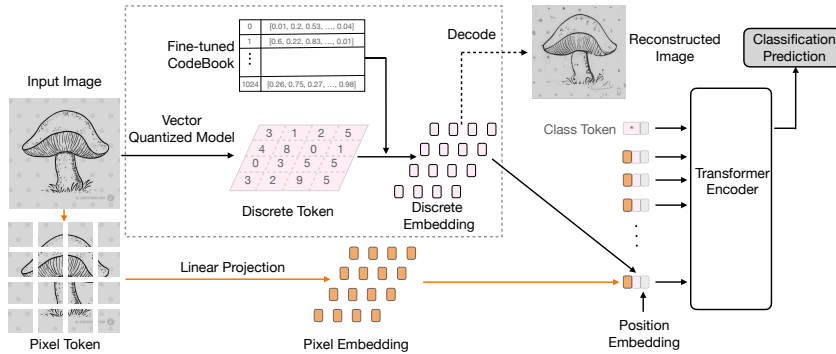 Input Image
Fine-tuned
CodeBook
0 [0.01, 0.2, 0.53, ..., 0.04]
1 [0.6, 0.22, 0.83, ..., 0.01]
1024 [0.26, 0.75, 0.27, ..., 0.98]
Decode
Reconstructed
Image
Classification
Prediction
Vector
Quantized Model
3 1 2 5
4 8 0 1
0 3 5 5
3 2 9 5
Discrete Token
Discrete
Embedding
Class Token
*
Transformer
Encoder
Linear Projection
Pixel Token
Pixel Embedding
Position
Embedding